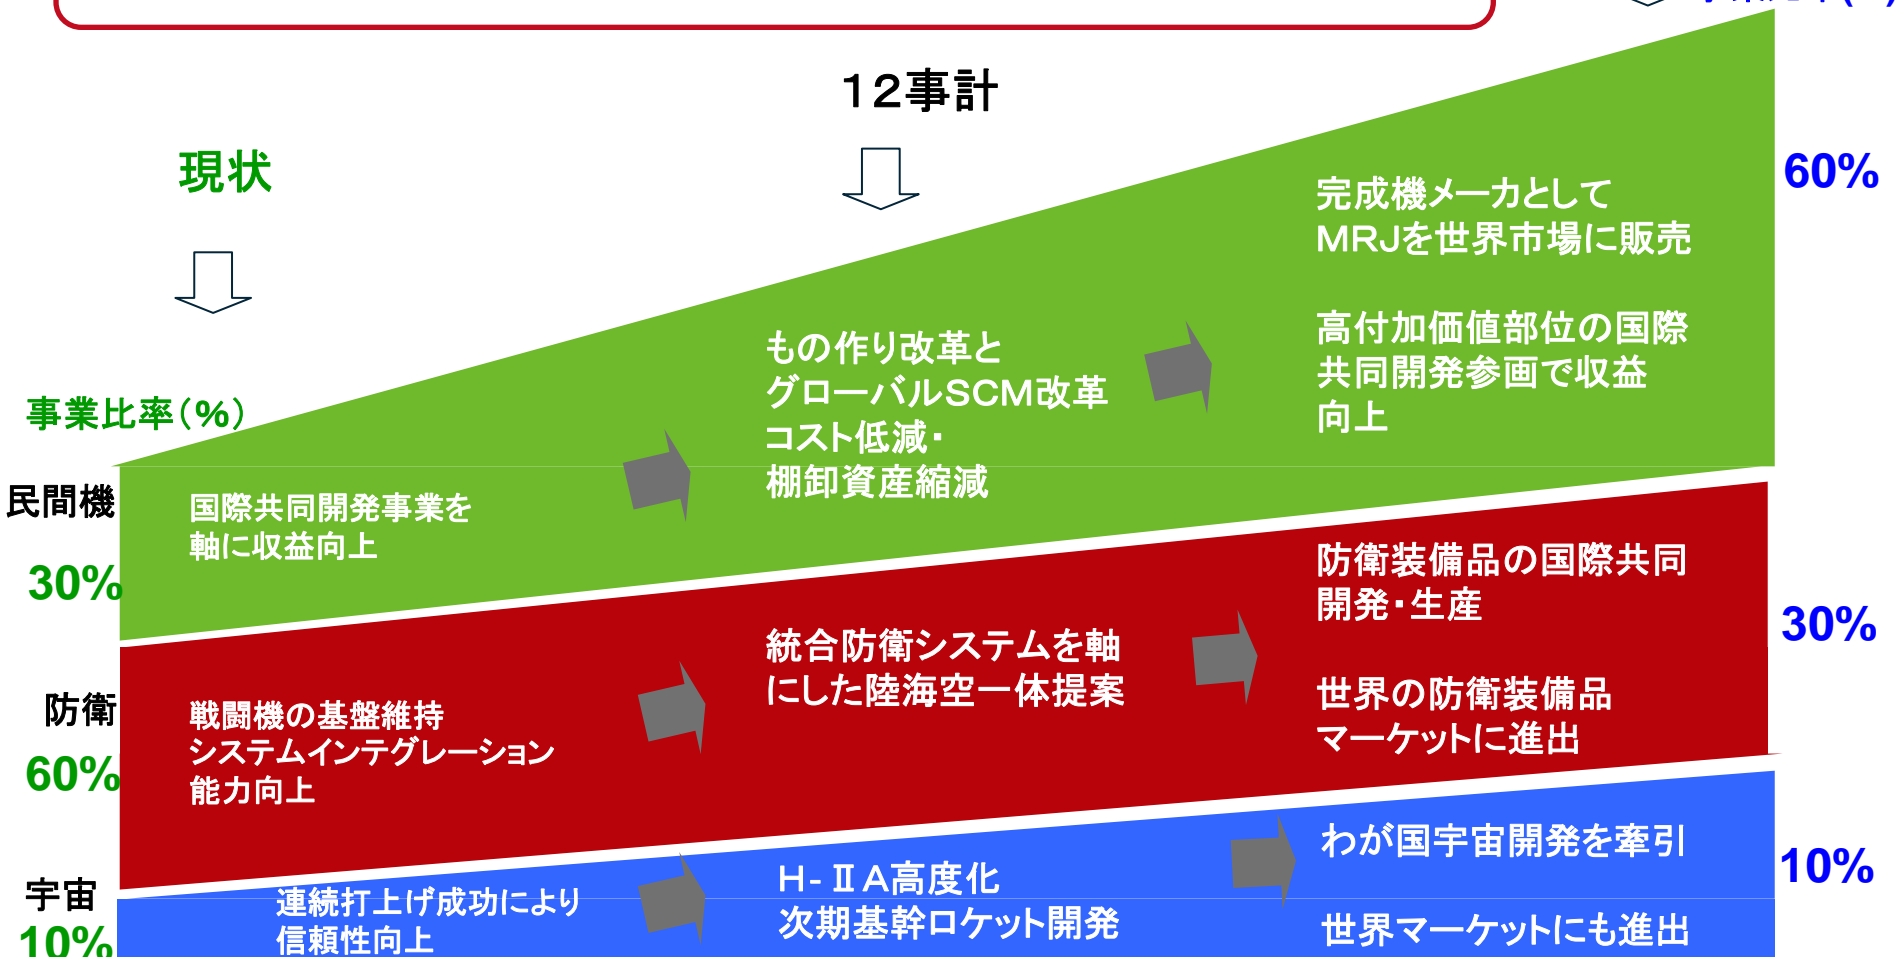 12事計
現状
事業比率(%)
60%
完成機メーカとして
MRJを世界市場に販売
高付加価値部位の国際
共同開発参画で収益
向上
もの作り改革と
グローバルSCM改革
コスト低減・
棚卸資産縮減
民間機
30%
国際共同開発事業を
軸に収益向上
防衛装備品の国際共同
開発・生産
世界の防衛装備品
マーケットに進出
30%
統合防衛システムを軸
にした陸海空一体提案
防衛
60%
戦闘機の基盤維持
システムインテグレーション
能力向上
わが国宇宙開発を牽引
世界マーケットにも進出
10%
H-ⅡA高度化
次期基幹ロケット開発
宇宙
10%
連続打上げ成功により
信頼性向上